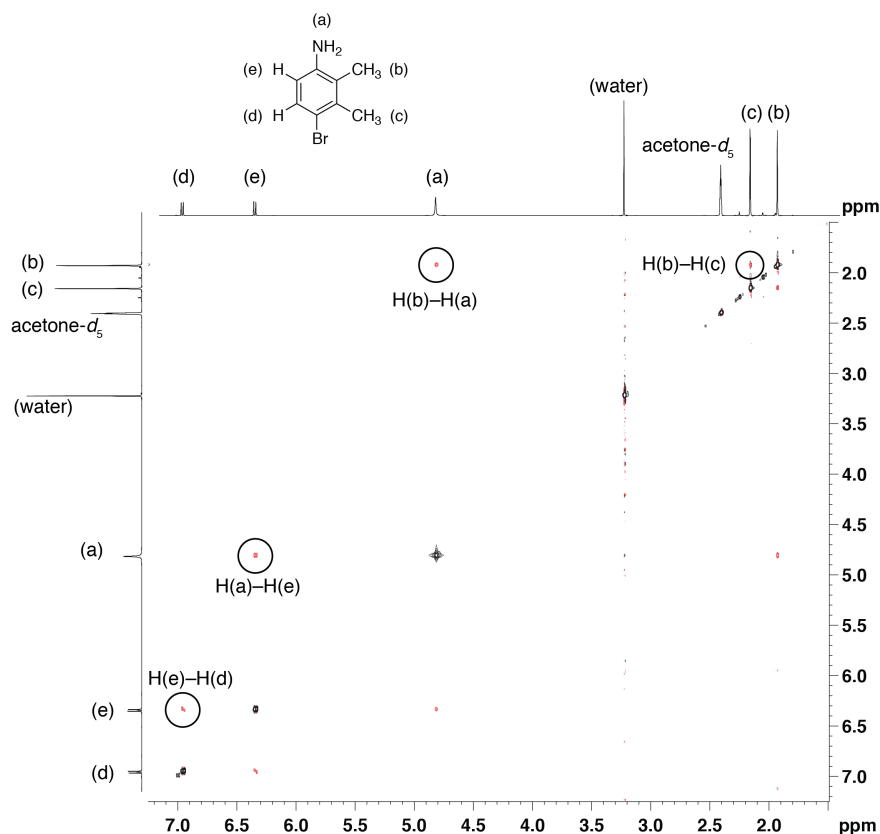 (a)
NH2
(e) H CH3 (b)
(d) H CH3 (c)
Br
(water)
(c) (b)
acetone-d5
(d) (e) (a)
ppm
(b)
H(b)–H(a)
H(b)–H(c)
2.0
(c)
acetone-d5
2.5
3.0
(water)
3.5
4.0
4.5
(a)
H(a)–H(e)
5.0
5.5
H(e)–H(d)
6.0
(e)
6.5
(d)
7.0
7.0 6.5 6.0 5.5 5.0 4.5 4.0 3.5 3.0 2.5 2.0 ppm